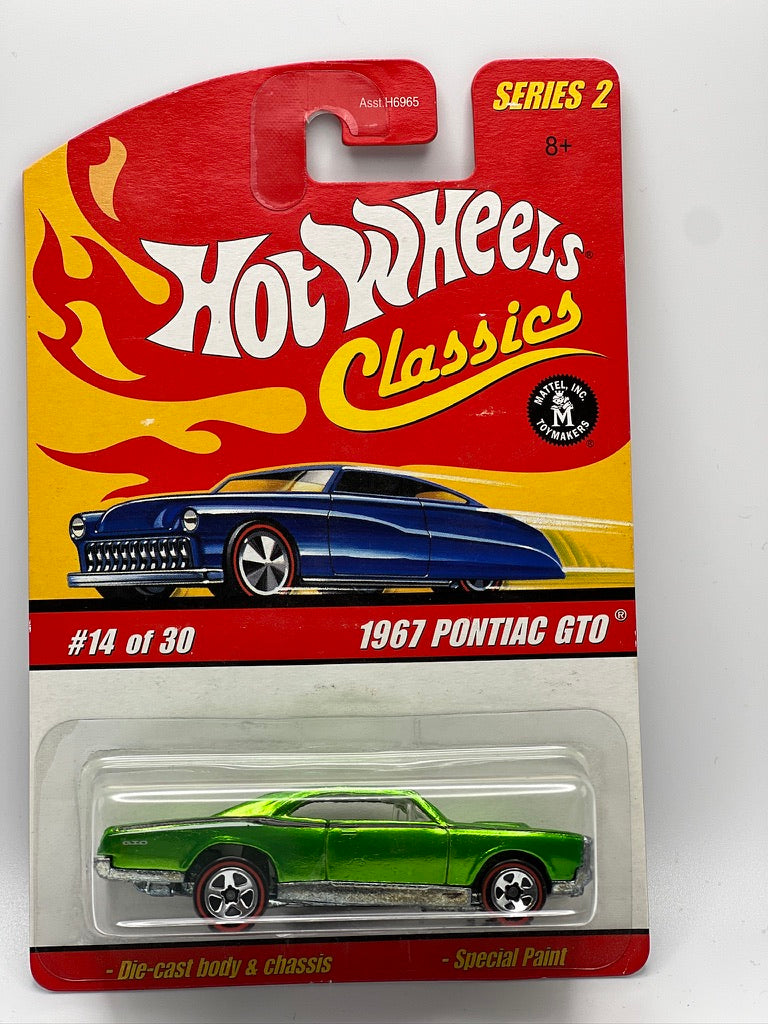 Asst.H6965
SERIES 2
8+
Hot Wheels®
Classics
MATTEL, INC.
M
TOYMAKERS
®
#14 of 30
1967 PONTIAC GTO®
GTO
- Die-cast body & chassis
- Special Paint